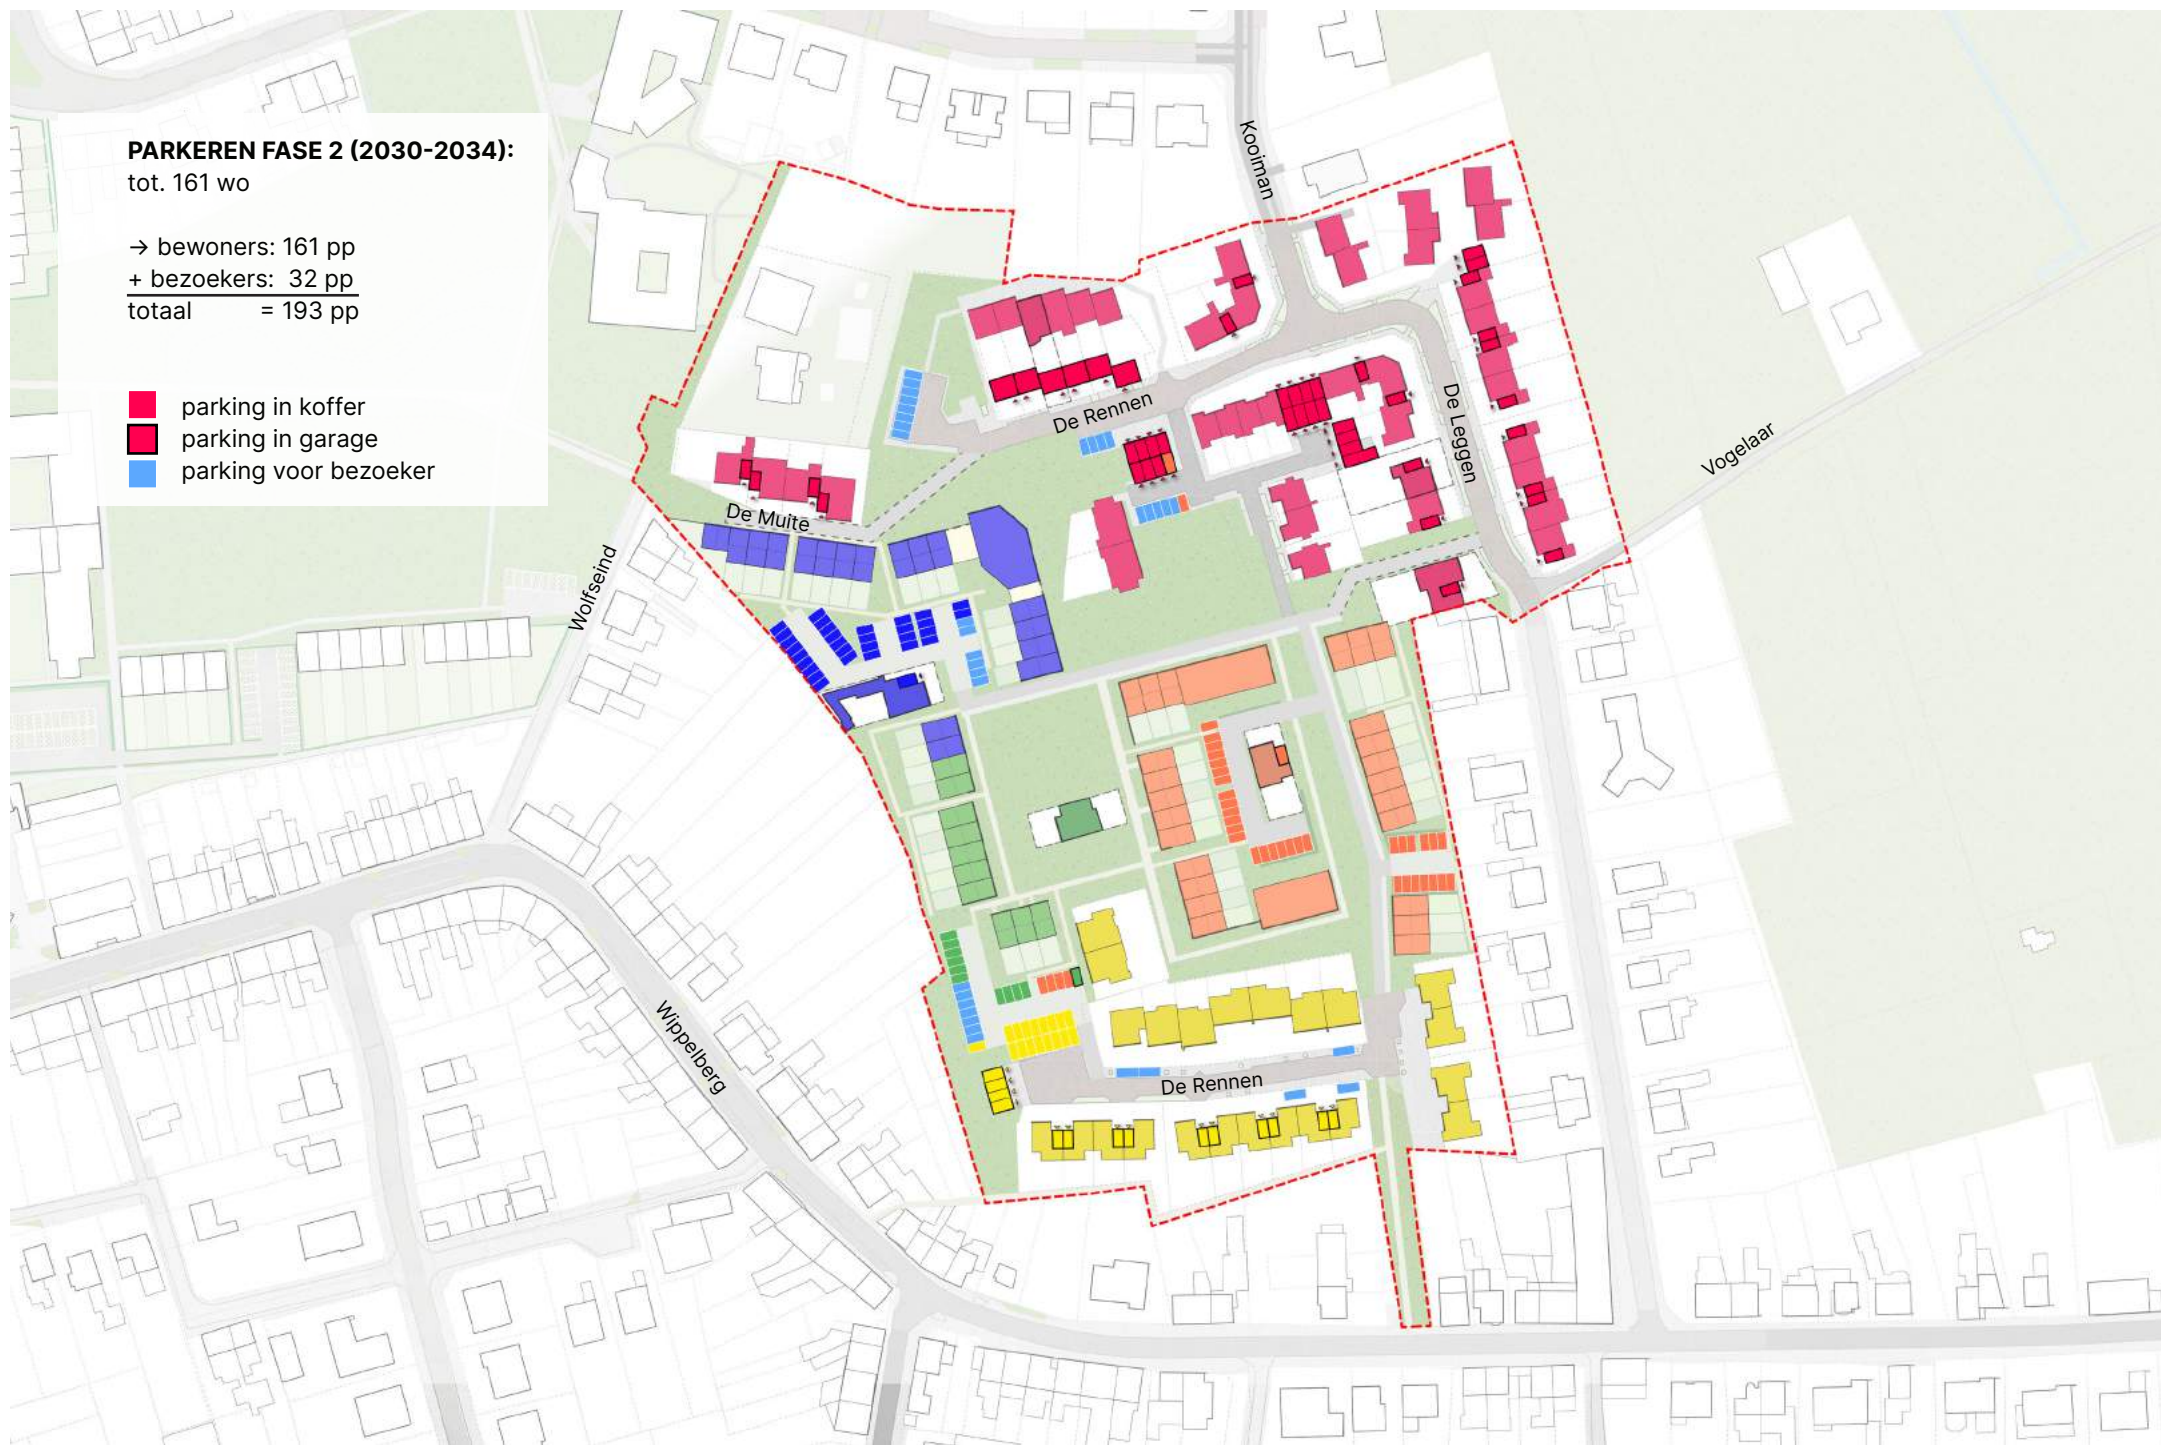 PARKEREN FASE 2 (2030-2034):
tot. 161 wo
→ bewoners: 161 pp
+ bezoekers: 32 pp
totaal = 193 pp
parking in koffer
parking in garage
parking voor bezoeker
Kooiman
De Rennen
De Leggen
Vogelaar
De Muite
Wolfseind
Wippelberg
De Rennen